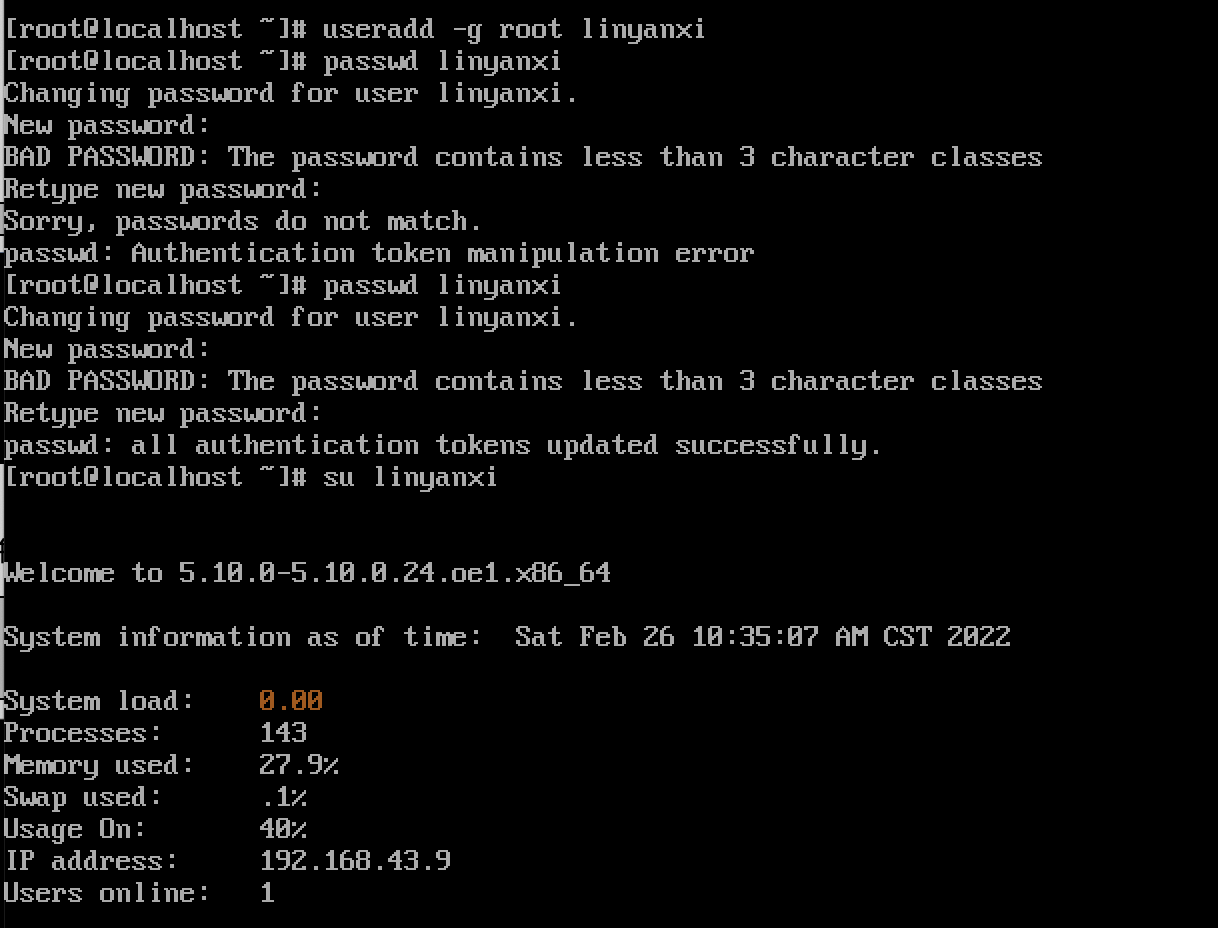 [root@localhost ~]# useradd -g root linyanxi
[root@localhost ~]# passwd linyanxi
Changing password for user linyanxi.
New password:
BAD PASSWORD: The password contains less than 3 character classes
Retype new password:
Sorry, passwords do not match.
passwd: Authentication token manipulation error
[root@localhost ~]# passwd linyanxi
Changing password for user linyanxi.
New password:
BAD PASSWORD: The password contains less than 3 character classes
Retype new password:
passwd: all authentication tokens updated successfully.
[root@localhost ~]# su linyanxi
Welcome to 5.10.0-5.10.0.24.oe1.x86_64
System information as of time:  Sat Feb 26 10:35:07 AM CST 2022
System load:    0.00
Processes:      143
Memory used:    27.9%
Swap used:      .1%
Usage On:       40%
IP address:     192.168.43.9
Users online:   1